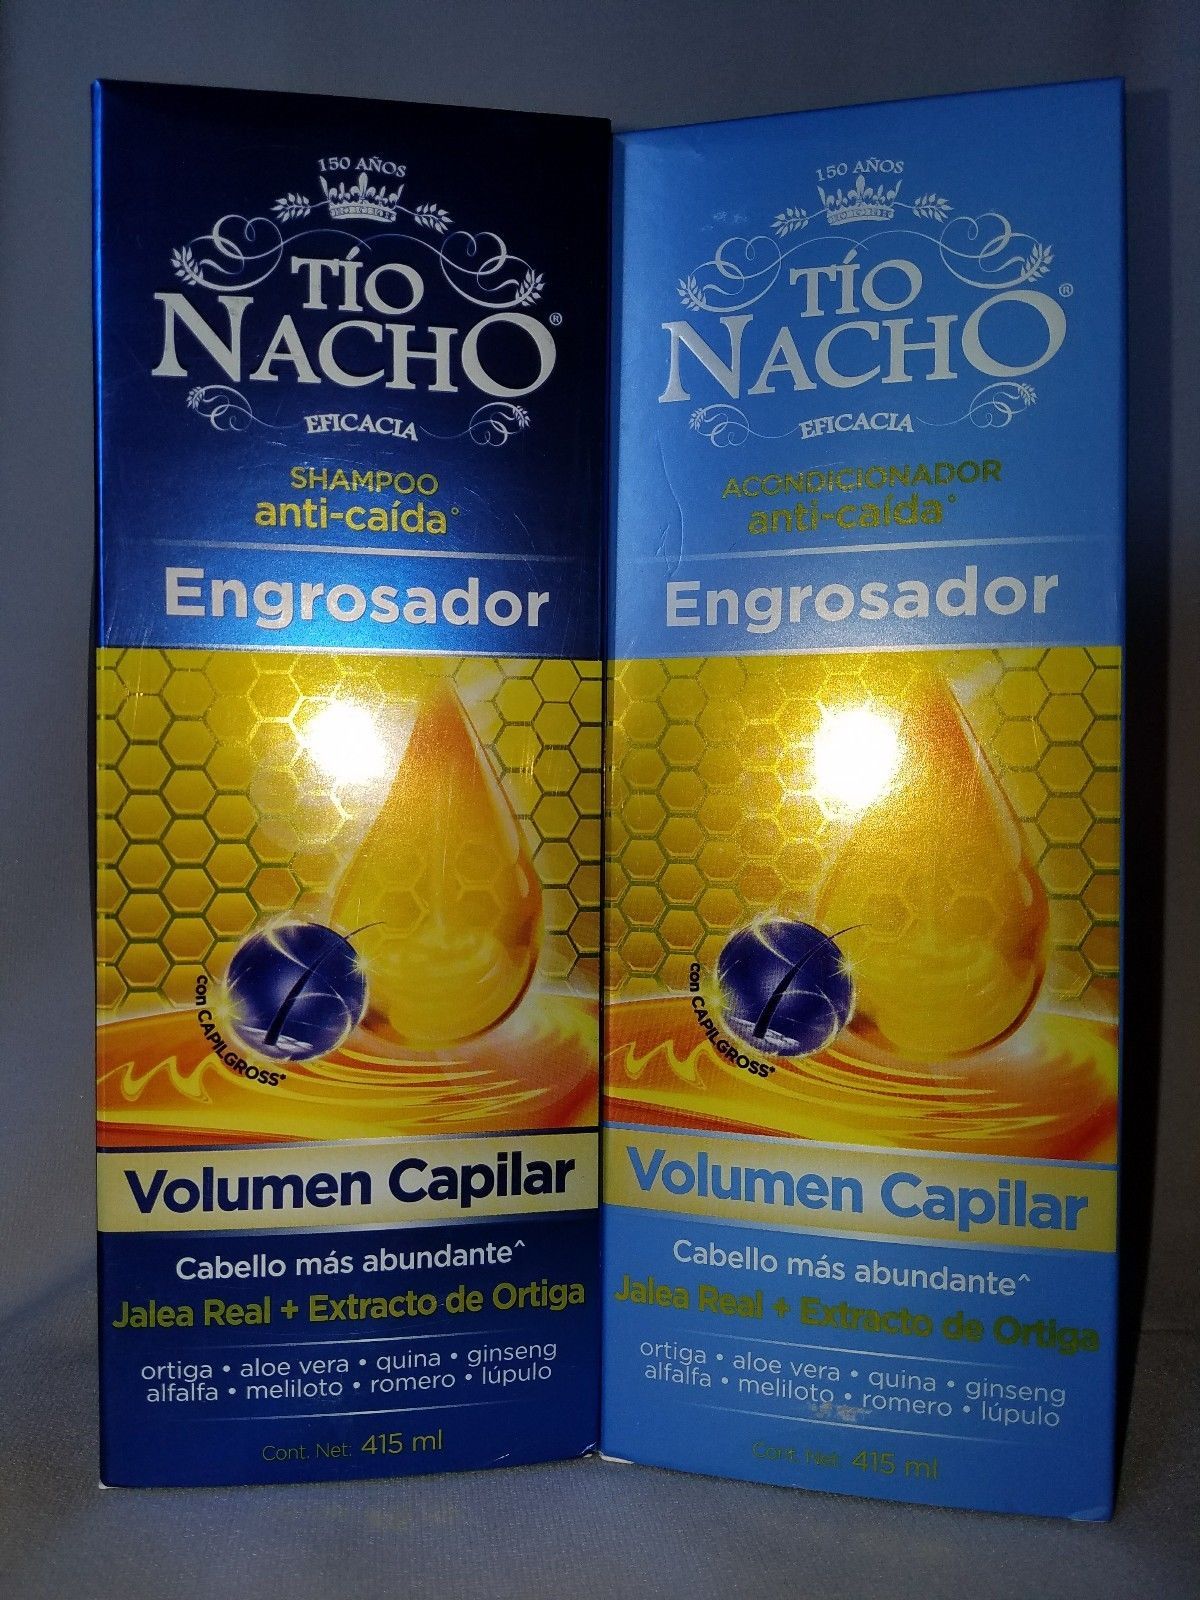 150 AÑOS
TÍO
NACHO®
EFICACIA
SHAMPOO
anti-caída°
Engrosador
con CAPILGROSS*
Volumen Capilar
Cabello más abundante^
Jalea Real + Extracto de Ortiga
ortiga • aloe vera • quina • ginseng
alfalfa • meliloto • romero • lúpulo
Cont. Net. 415 ml
150 AÑOS
TÍO
NACHO®
EFICACIA
ACONDICIONADOR
anti-caída°
Engrosador
con CAPILGROSS*
Volumen Capilar
Cabello más abundante^
Jalea Real + Extracto de Ortiga
ortiga • aloe vera • quina • ginseng
alfalfa • meliloto • romero • lúpulo
Cont. Net. 415 ml